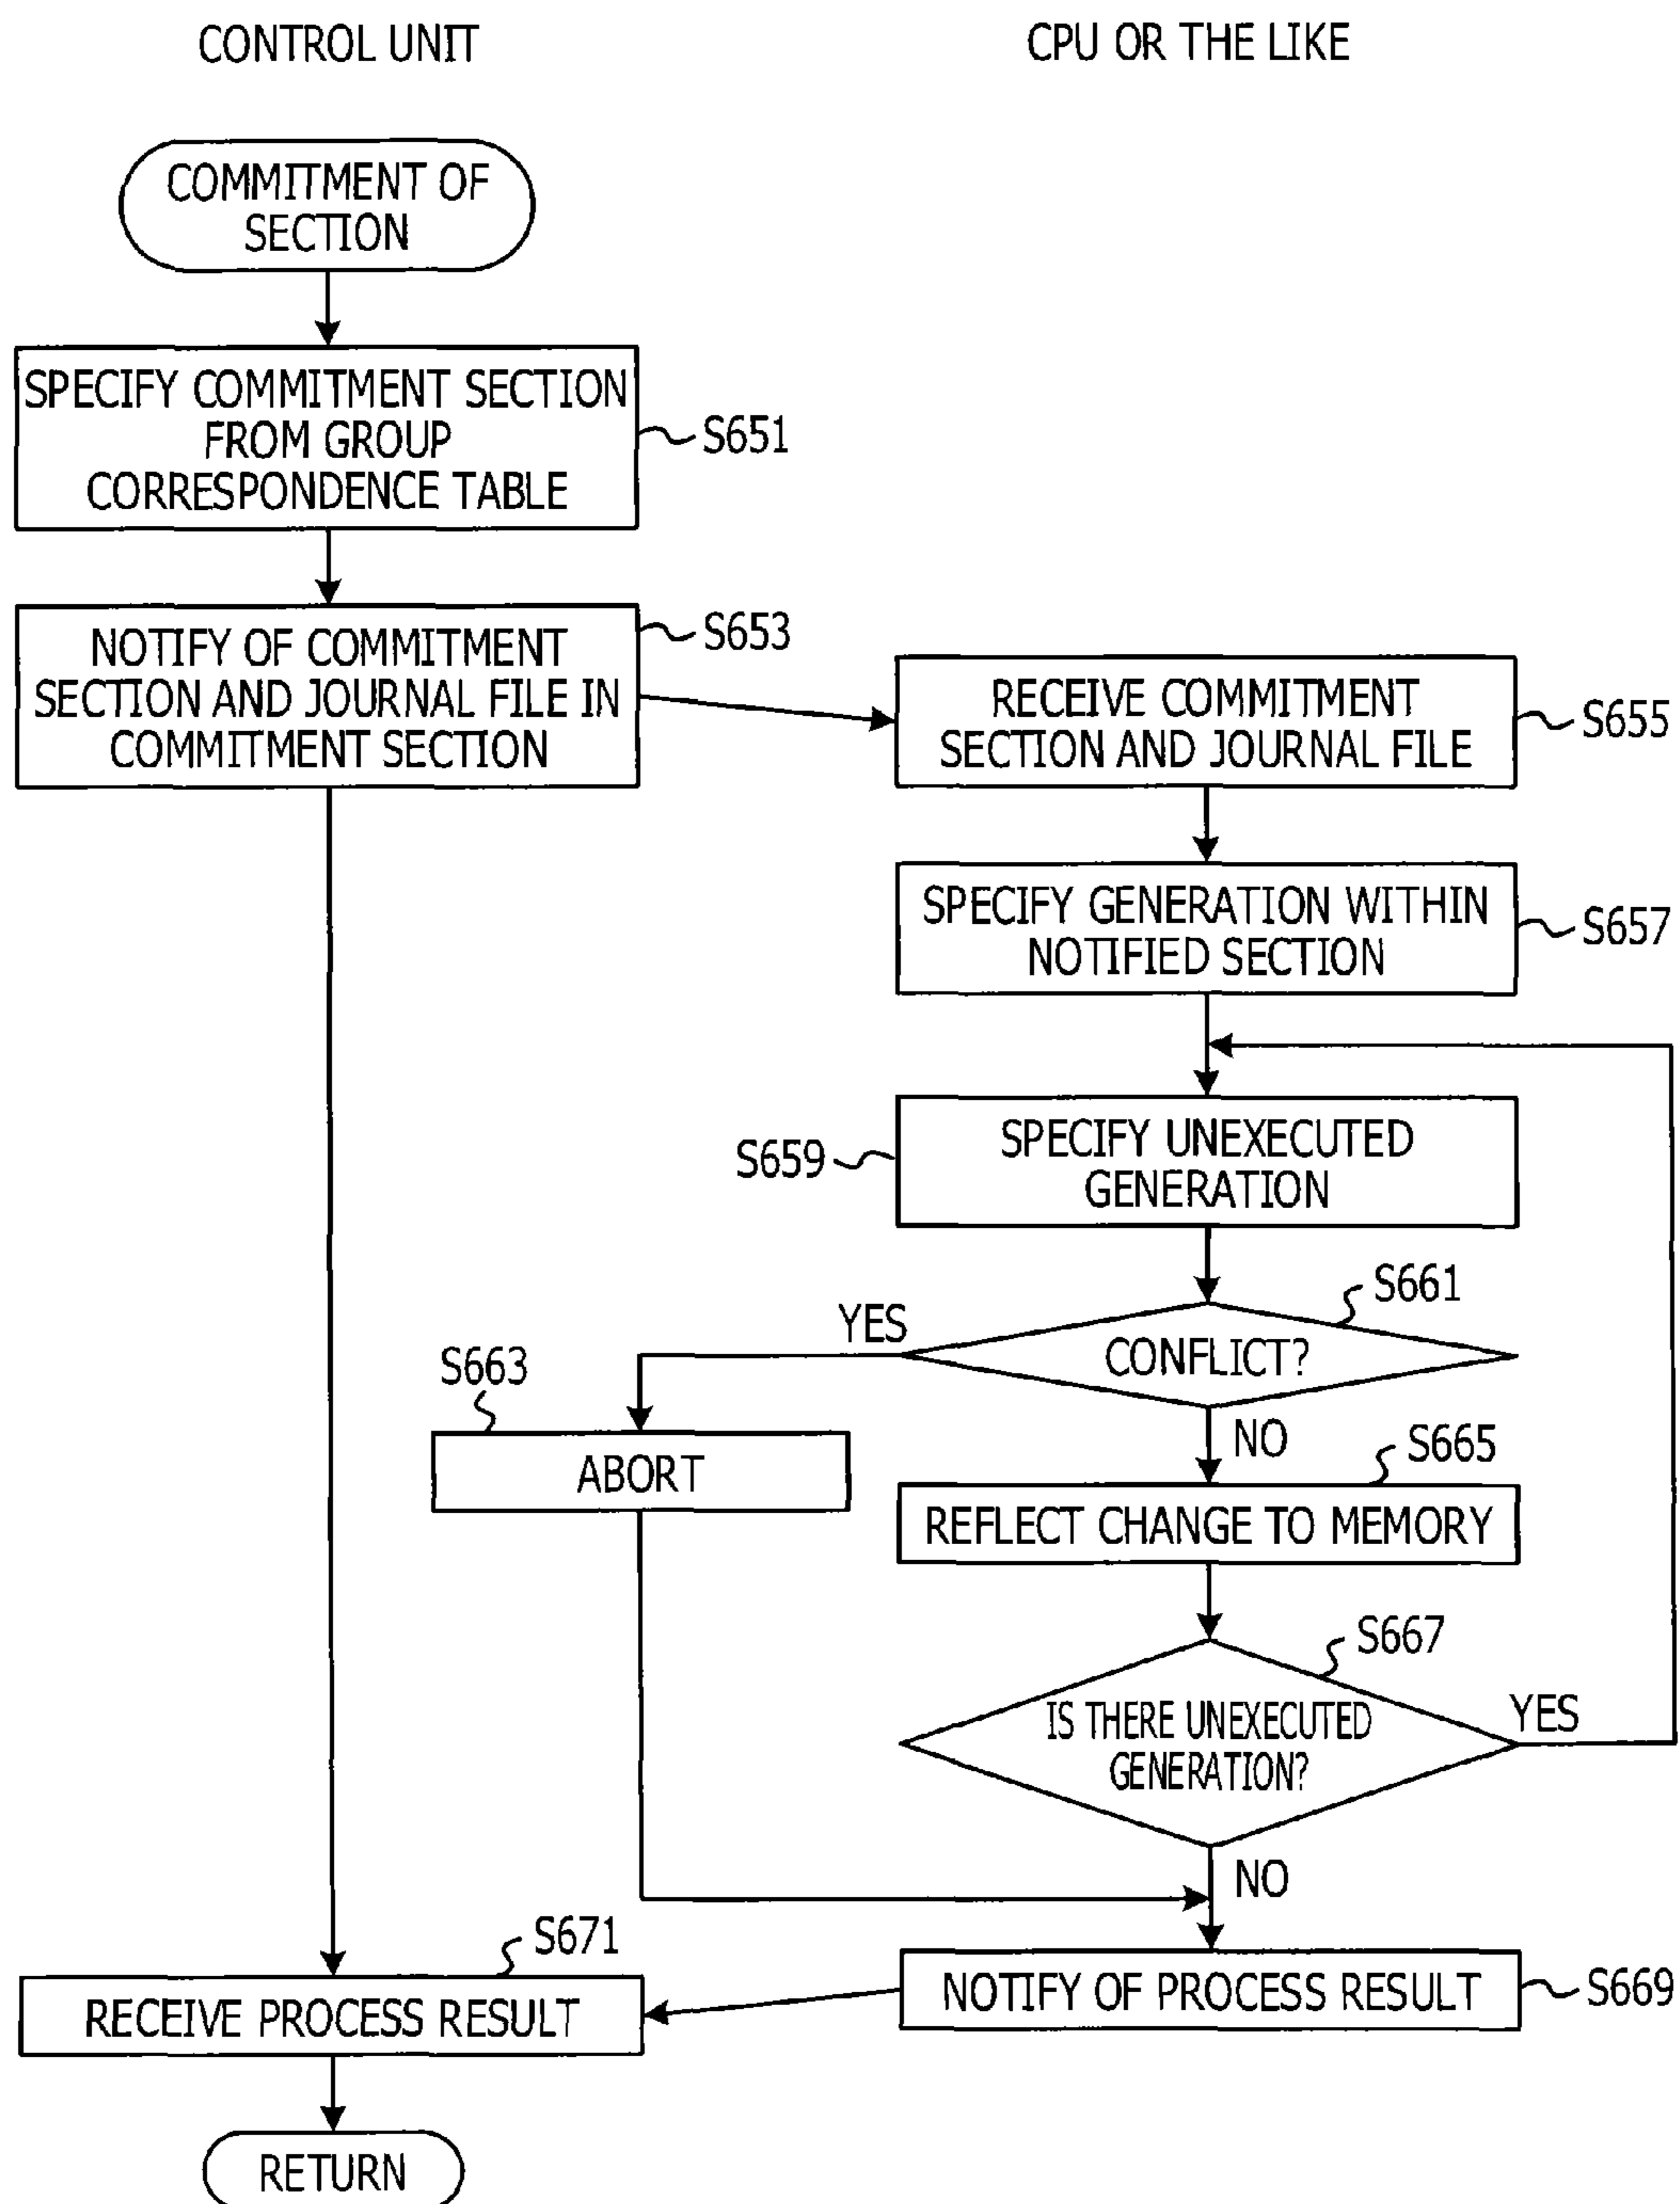 CONTROL UNIT
CPU OR THE LIKE
COMMITMENT OF
SECTION
SPECIFY COMMITMENT SECTION
FROM GROUP
CORRESPONDENCE TABLE
S651
NOTIFY OF COMMITMENT
SECTION AND JOURNAL FILE IN
COMMITMENT SECTION
S653
RECEIVE COMMITMENT
SECTION AND JOURNAL FILE
S655
SPECIFY GENERATION WITHIN
NOTIFIED SECTION
S657
S659
SPECIFY UNEXECUTED
GENERATION
S661
YES
CONFLICT?
S663
ABORT
NO
S665
REFLECT CHANGE TO MEMORY
S667
IS THERE UNEXECUTED
GENERATION?
YES
NO
S671
RECEIVE PROCESS RESULT
NOTIFY OF PROCESS RESULT
S669
RETURN